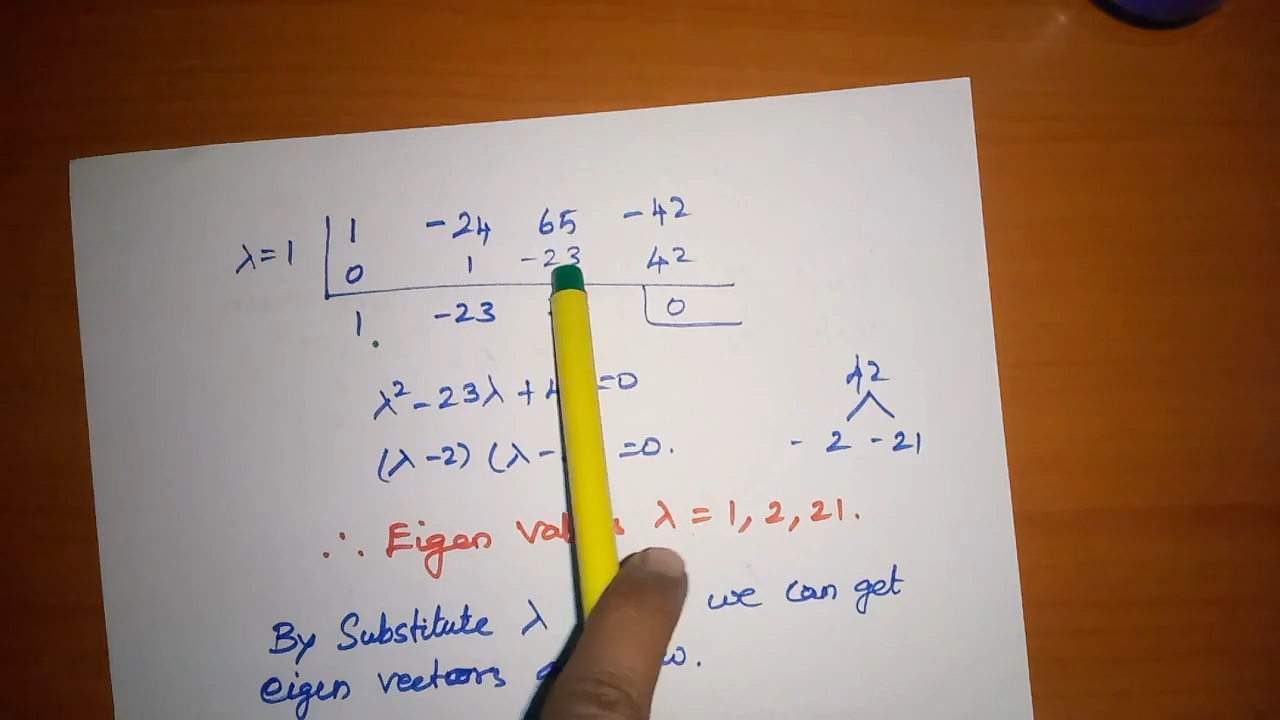 1 -24 65 -42
λ=1 0 1 -23 42
1 -23 0
λ² - 23λ + =0
42
(λ-2) (λ- =0.
- 2 -21
∴ Eigen λ = 1, 2, 21.
By Substitute λ we can get
eigen vectors